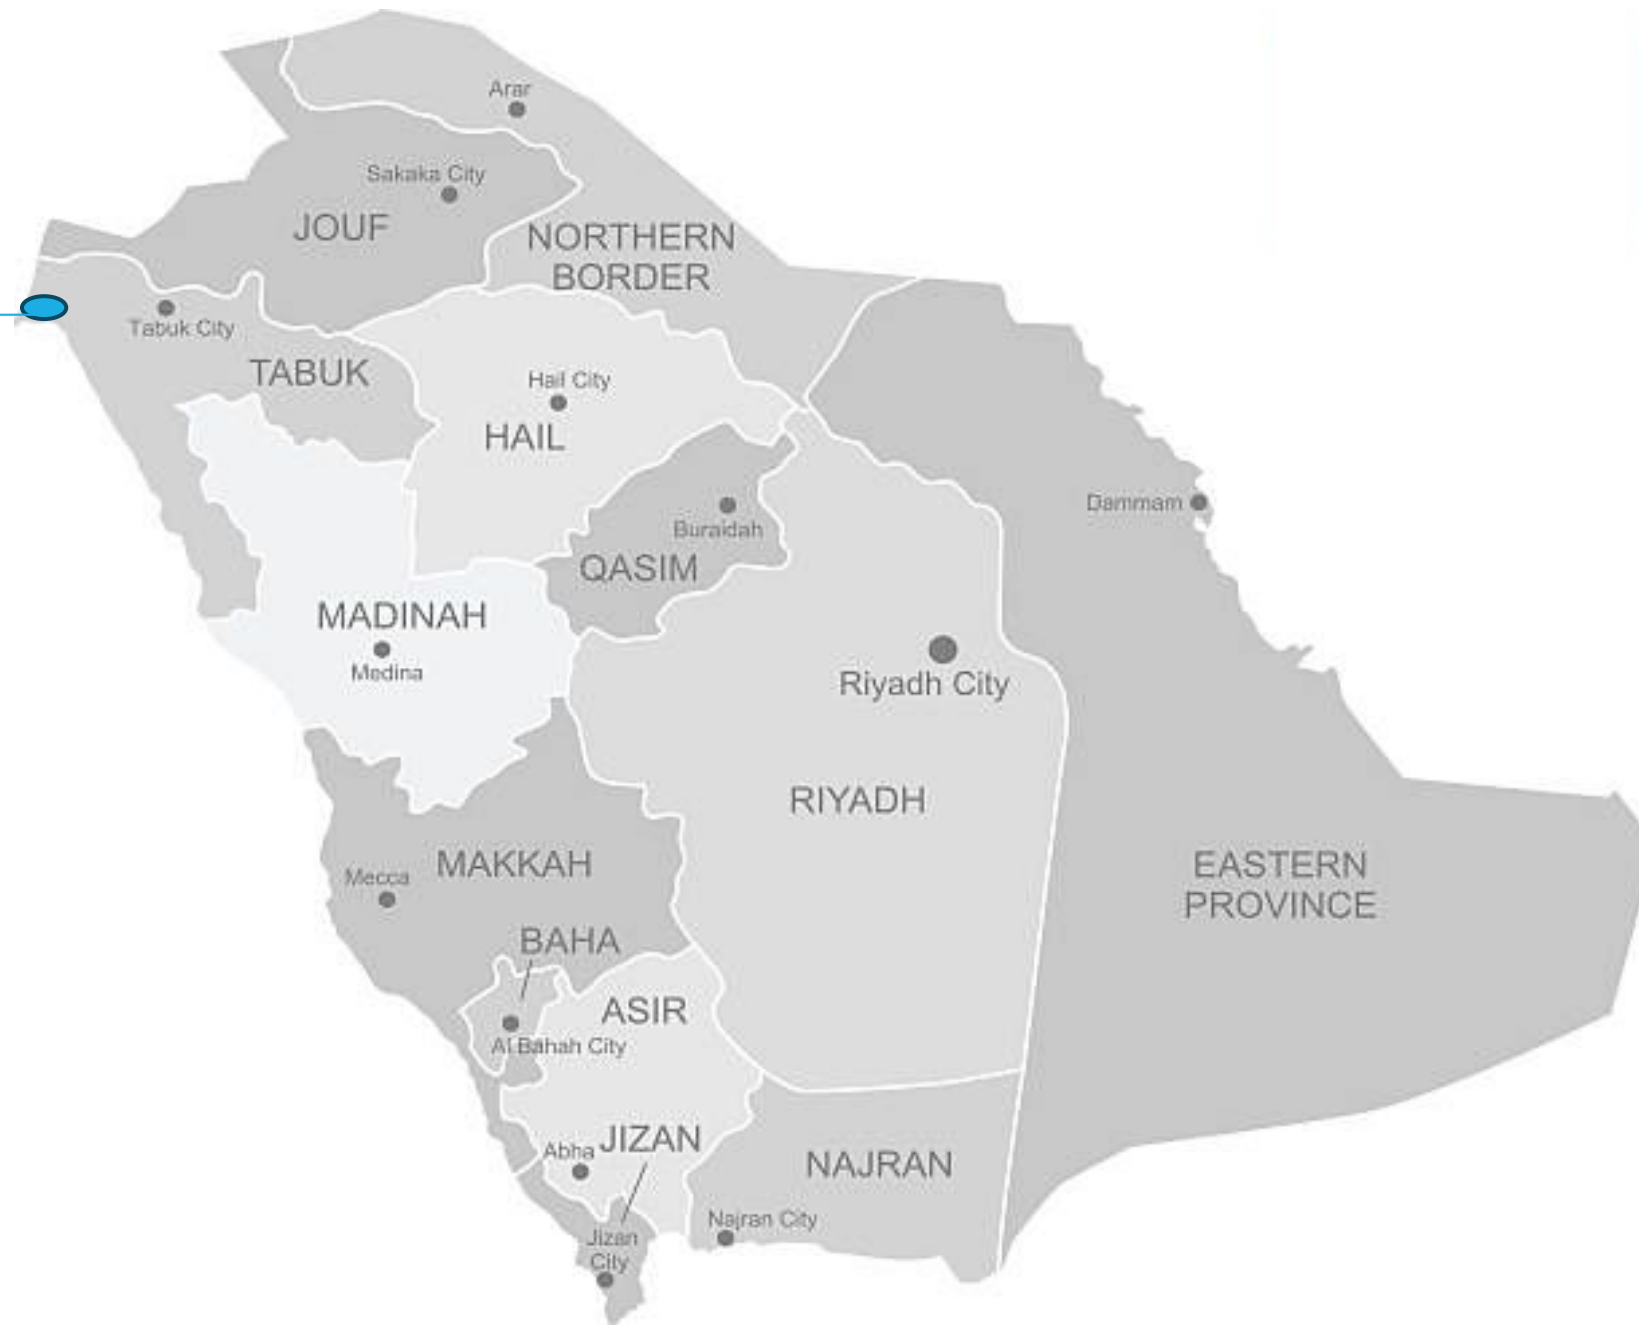 Arar
Sakaka City
JOUF
NORTHERN
BORDER
Tabuk City
TABUK
Hail City
HAIL
Dammam
Buraidah
QASIM
MADINAH
Medina
Riyadh City
RIYADH
MAKKAH
Mecca
EASTERN
PROVINCE
BAHA
ASIR
Al Bahah City
JIZAN
Abha
NAJRAN
Najran City
Jizan
City